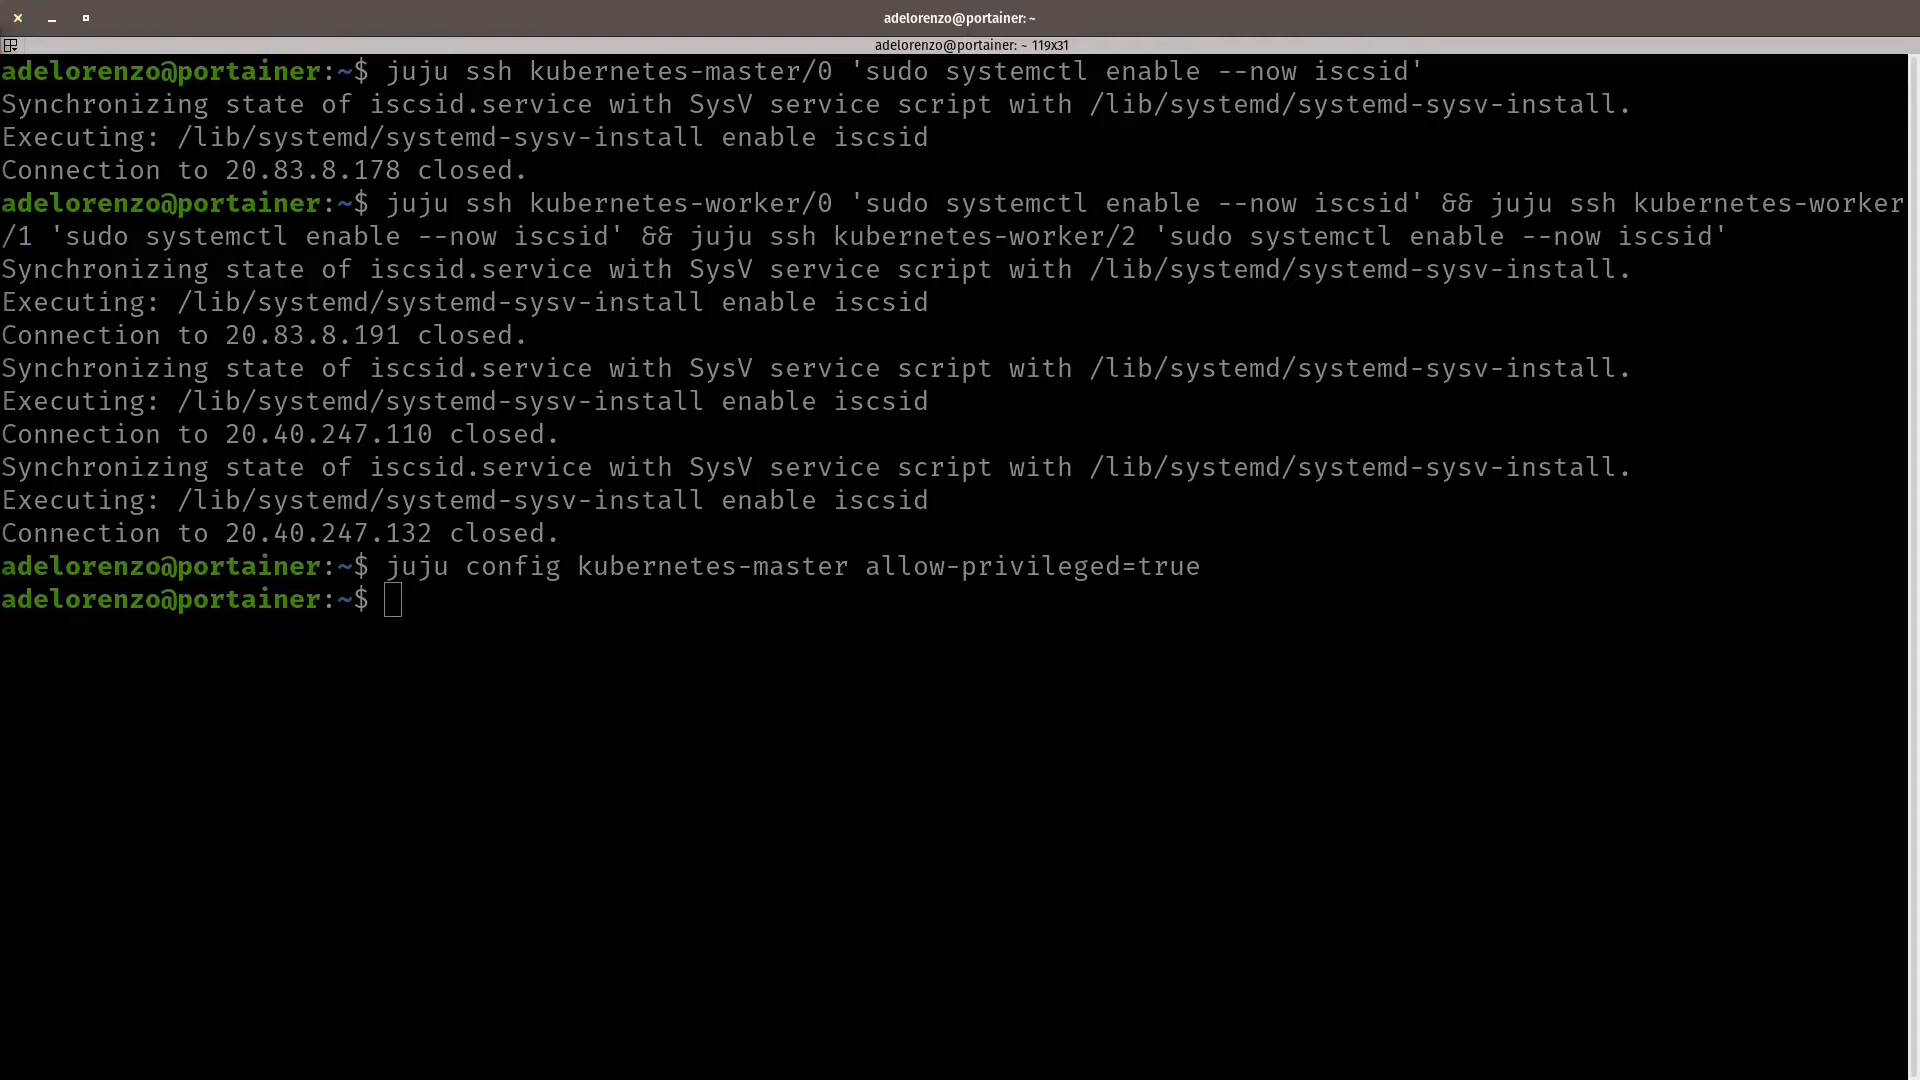 adelorenzo@portainer: ~
adelorenzo@portainer: ~ 119x31
adelorenzo@portainer:~$ juju ssh kubernetes-master/0 'sudo systemctl enable --now iscsid'
Synchronizing state of iscsid.service with SysV service script with /lib/systemd/systemd-sysv-install.
Executing: /lib/systemd/systemd-sysv-install enable iscsid
Connection to 20.83.8.178 closed.
adelorenzo@portainer:~$ juju ssh kubernetes-worker/0 'sudo systemctl enable --now iscsid' && juju ssh kubernetes-worker
/1 'sudo systemctl enable --now iscsid' && juju ssh kubernetes-worker/2 'sudo systemctl enable --now iscsid'
Synchronizing state of iscsid.service with SysV service script with /lib/systemd/systemd-sysv-install.
Executing: /lib/systemd/systemd-sysv-install enable iscsid
Connection to 20.83.8.191 closed.
Synchronizing state of iscsid.service with SysV service script with /lib/systemd/systemd-sysv-install.
Executing: /lib/systemd/systemd-sysv-install enable iscsid
Connection to 20.40.247.110 closed.
Synchronizing state of iscsid.service with SysV service script with /lib/systemd/systemd-sysv-install.
Executing: /lib/systemd/systemd-sysv-install enable iscsid
Connection to 20.40.247.132 closed.
adelorenzo@portainer:~$ juju config kubernetes-master allow-privileged=true
adelorenzo@portainer:~$